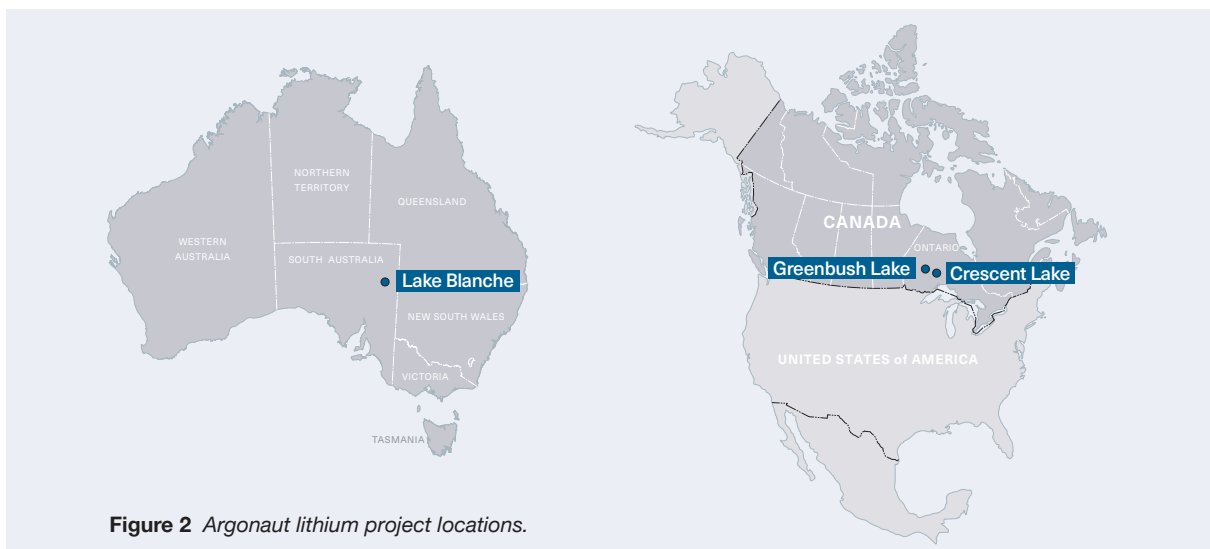 NORTHERN
TERRITORY
QUEENSLAND
WESTERN
AUSTRALIA
SOUTH AUSTRALIA
Lake Blanche
NEW SOUTH WALES
VICTORIA
TASMANIA
CANADA
ONTARIO
Greenbush Lake
Crescent Lake
UNITED STATES of AMERICA
Figure 2 Argonaut lithium project locations.